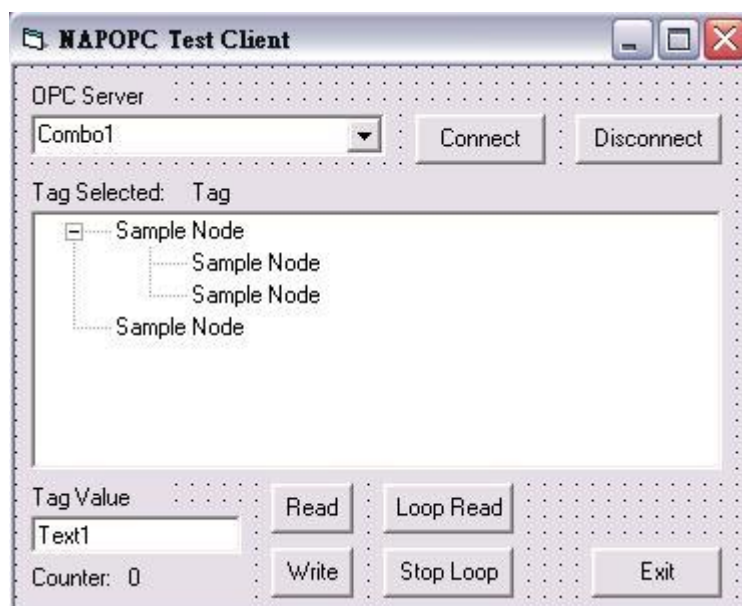 NAPOPC Test Client
OPC Server
Combo1 Connect Disconnect
Tag Selected: Tag
Sample Node
Sample Node
Sample Node
Sample Node
Tag Value Read Loop Read
Text1
Counter: 0 Write Stop Loop Exit